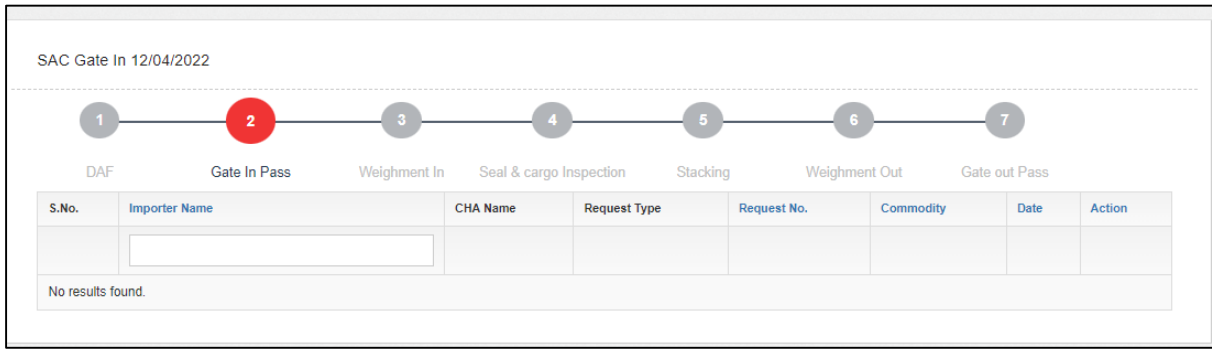 SAC Gate In 12/04/2022
1 2 3 4 5 6 7
DAF Gate In Pass Weighment In Seal & cargo Inspection Stacking Weighment Out Gate out Pass
S.No. Importer Name CHA Name Request Type Request No. Commodity Date Action
No results found.